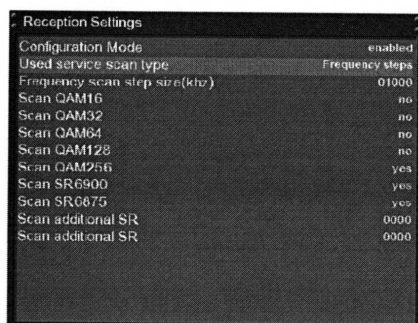 Reception Settings
Configuration Mode enabled
Used service scan type Frequency steps
Frequency scan step size(khz) 01000
Scan QAM16 no
Scan QAM32 no
Scan QAM64 no
Scan QAM128 no
Scan QAM256 yes
Scan SR6900 yes
Scan SR6875 yes
Scan additional SR 0000
Scan additional SR 0000